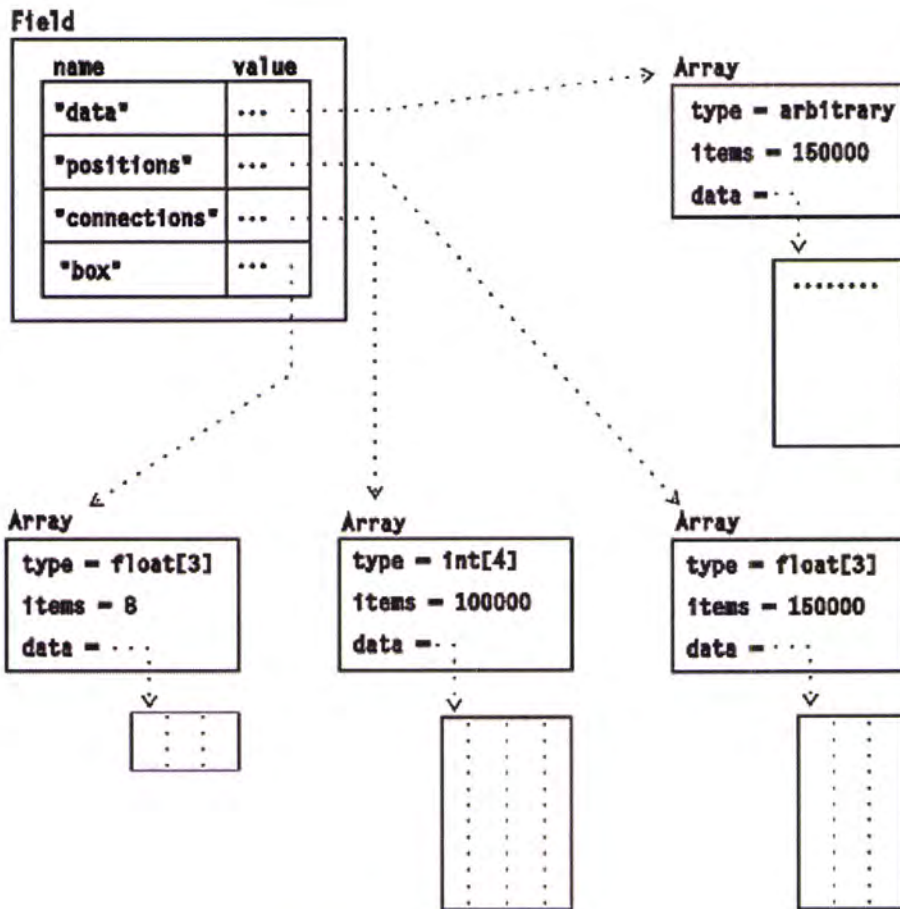 Field
name value
"data" ...
"positions" ...
"connections" ...
"box" ...
Array
type = arbitrary
items = 150000
data =
Array
type = float[3]
items = 8
data =
Array
type = int[4]
items = 100000
data =
Array
type = float[3]
items = 150000
data =